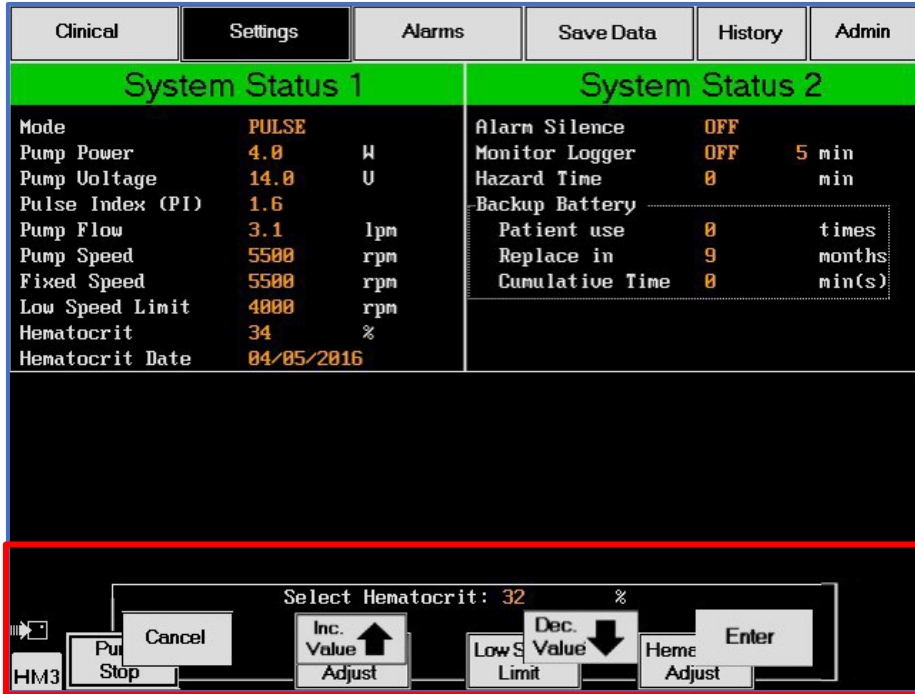 Clinical Settings Alarms Save Data History Admin
System Status 1
Mode PULSE
Pump Power 4.0 W
Pump Voltage 14.0 V
Pulse Index (PI) 1.6
Pump Flow 3.1 lpm
Pump Speed 5500 rpm
Fixed Speed 5500 rpm
Low Speed Limit 4000 rpm
Hematocrit 34 %
Hematocrit Date 04/05/2016
System Status 2
Alarm Silence OFF
Monitor Logger OFF 5 min
Hazard Time 0 min
Backup Battery
Patient use 0 times
Replace in 9 months
Cumulative Time 0 min(s)
Select Hematocrit: 32 %
Cancel
Inc.
Value
Dec.
Value
Enter
HM3
Stop
Adjust
Low S
Limit
Adjust